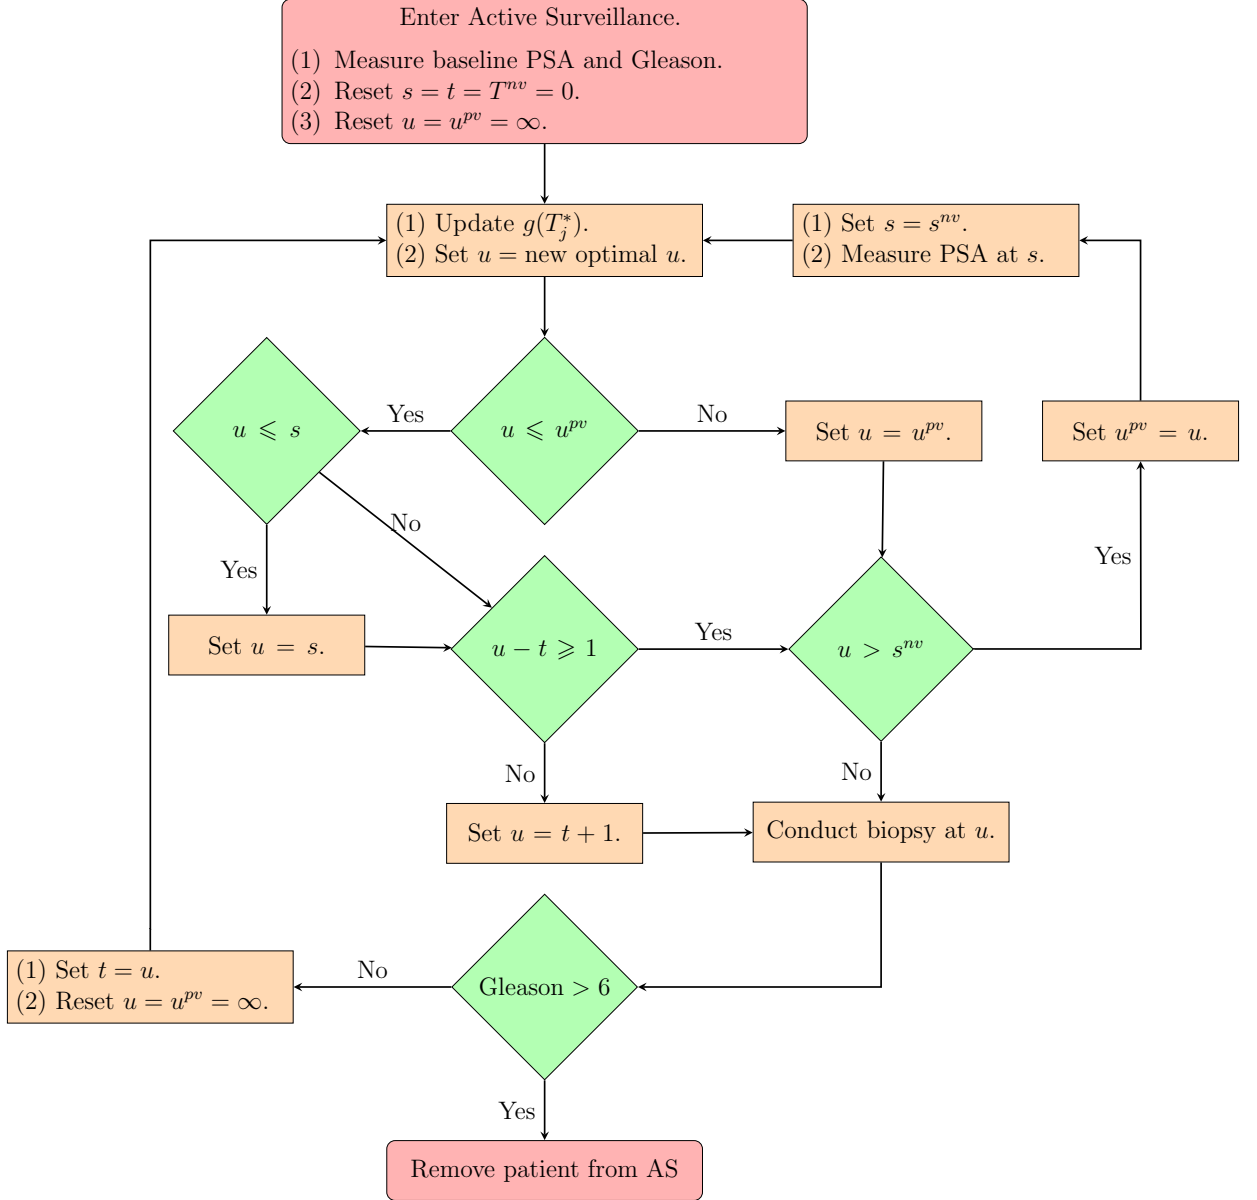 Enter Active Surveillance.
(1) Measure baseline PSA and Gleason.
(2) Reset s = t = T^{nv} = 0.
(3) Reset u = u^{pv} = ∞.
(1) Update g(T_j^*).
(2) Set u = new optimal u.
(1) Set s = s^{nv}.
(2) Measure PSA at s.
u ⩽ s
Yes
u ⩽ u^{pv}
No
Set u = u^{pv}.
Set u^{pv} = u.
No
Yes
Yes
Set u = s.
u − t ⩾ 1
Yes
u > s^{nv}
No
No
Set u = t + 1.
Conduct biopsy at u.
(1) Set t = u.
(2) Reset u = u^{pv} = ∞.
No
Gleason > 6
Yes
Remove patient from AS